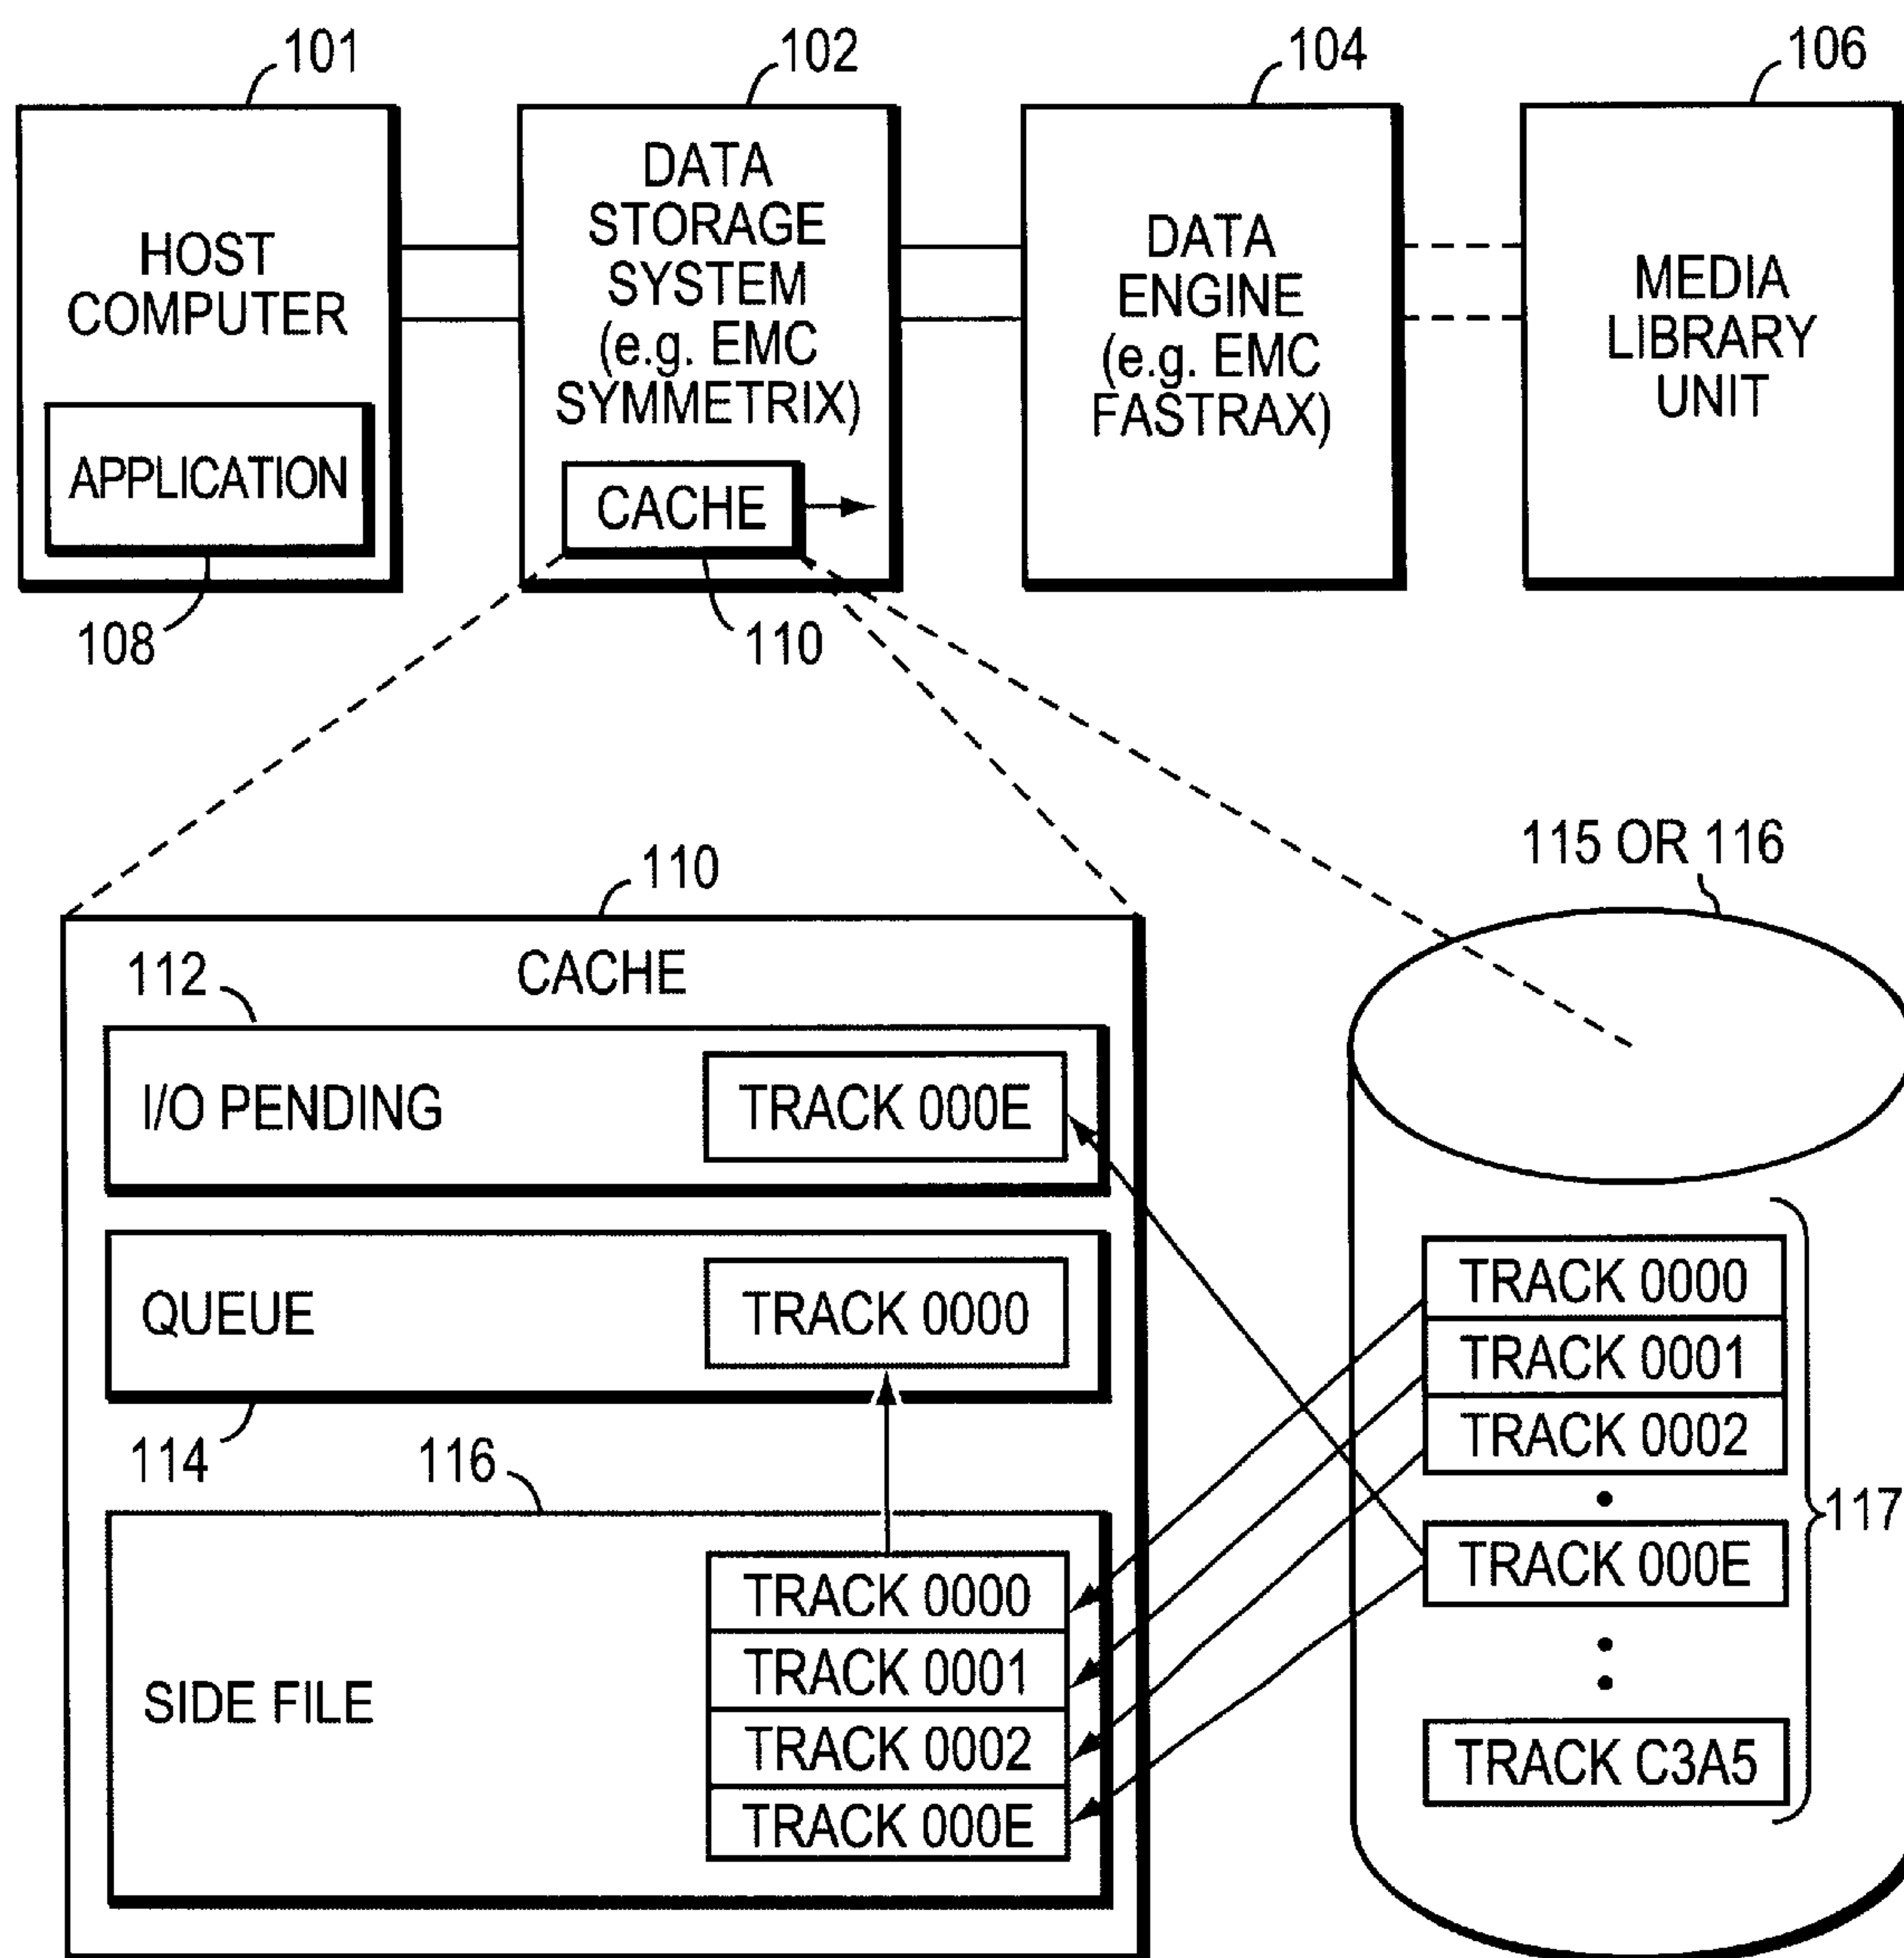 101
102
104
106
HOST
COMPUTER
APPLICATION
108
DATA
STORAGE
SYSTEM
(e.g. EMC
SYMMETRIX)
CACHE
110
DATA
ENGINE
(e.g. EMC
FASTRAX)
MEDIA
LIBRARY
UNIT
110
CACHE
112
I/O PENDING
TRACK 000E
QUEUE
TRACK 0000
114
116
SIDE FILE
TRACK 0000
TRACK 0001
TRACK 0002
TRACK 000E
115 OR 116
TRACK 0000
TRACK 0001
TRACK 0002
TRACK 000E
TRACK C3A5
117